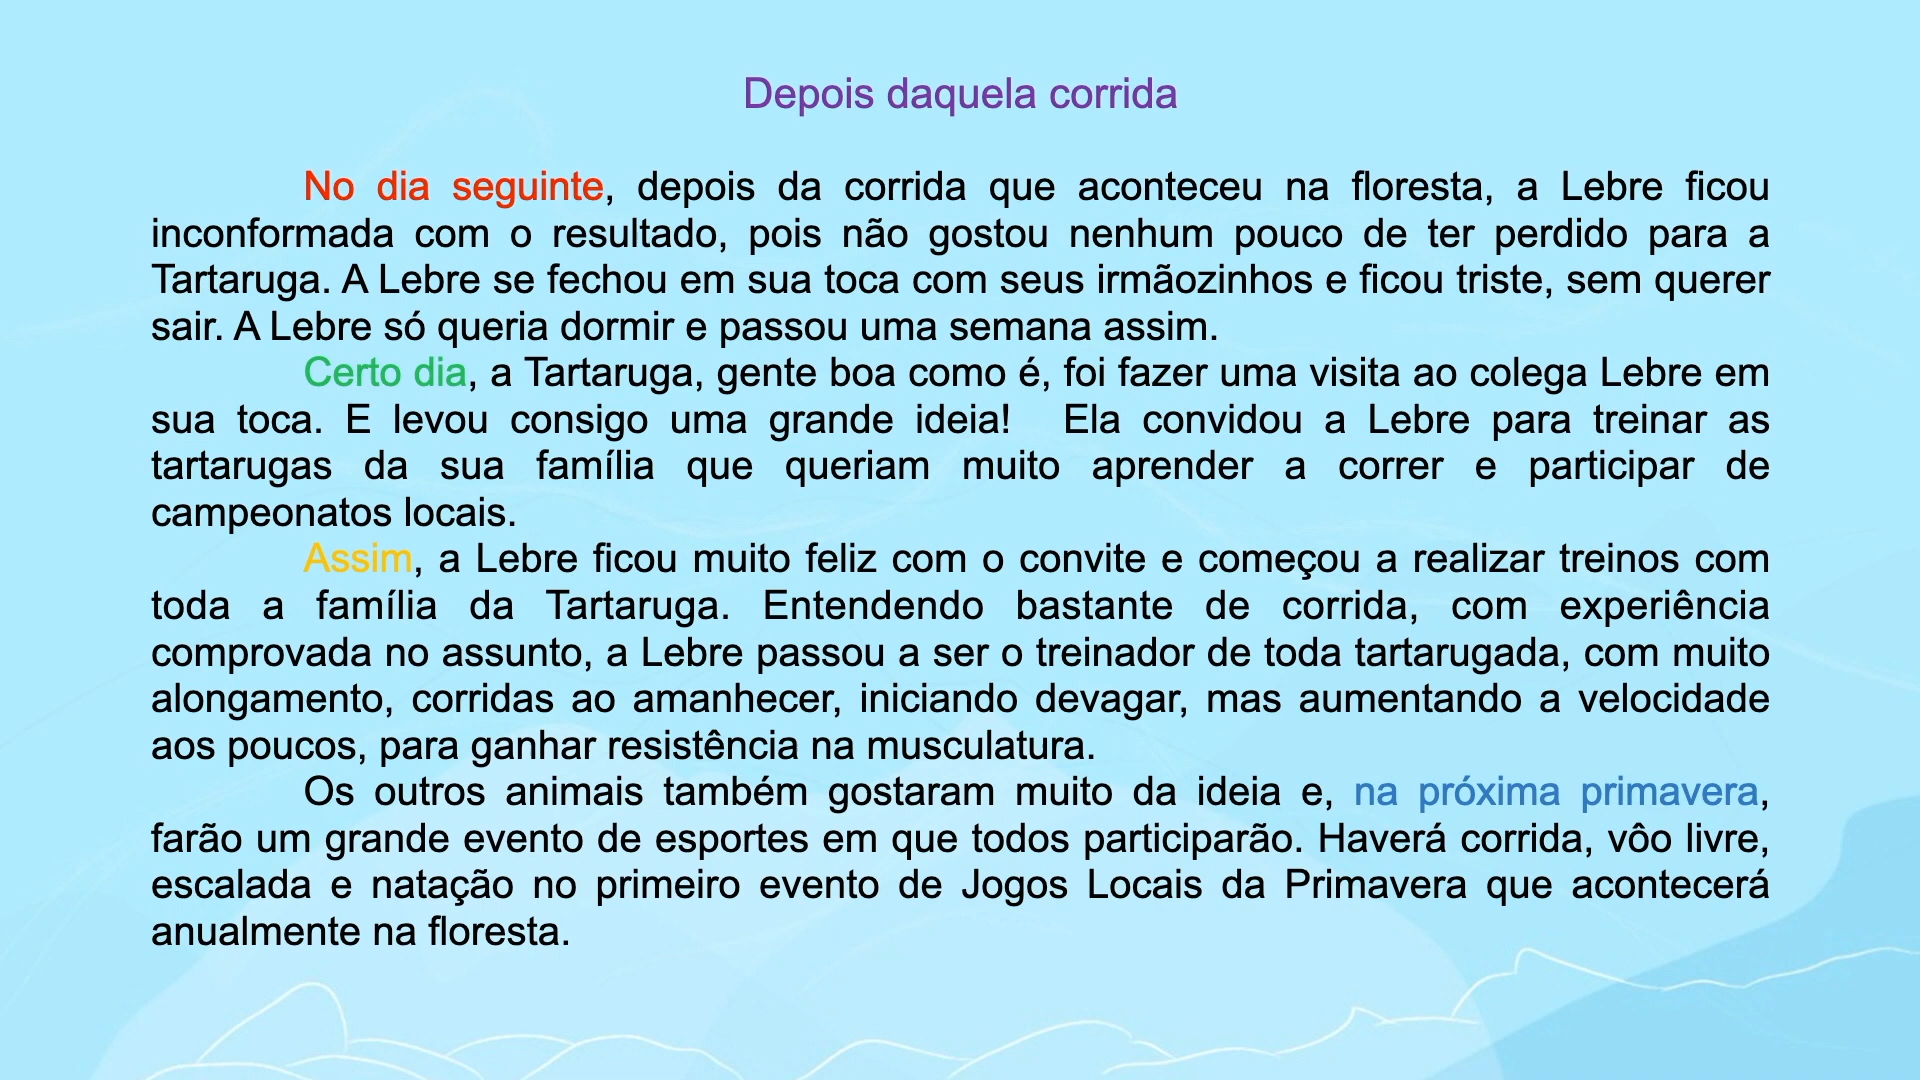 Depois daquela corrida
No dia seguinte, depois da corrida que aconteceu na floresta, a Lebre ficou
inconformada com o resultado, pois não gostou nenhum pouco de ter perdido para a
Tartaruga. A Lebre se fechou em sua toca com seus irmãozinhos e ficou triste, sem querer
sair. A Lebre só queria dormir e passou uma semana assim.
Certo dia, a Tartaruga, gente boa como é, foi fazer uma visita ao colega Lebre em
sua toca. E levou consigo uma grande ideia! Ela convidou a Lebre para treinar as
tartarugas da sua família que queriam muito aprender a correr e participar de
campeonatos locais.
Assim, a Lebre ficou muito feliz com o convite e começou a realizar treinos com
toda a família da Tartaruga. Entendendo bastante de corrida, com experiência
comprovada no assunto, a Lebre passou a ser o treinador de toda tartarugada, com muito
alongamento, corridas ao amanhecer, iniciando devagar, mas aumentando a velocidade
aos poucos, para ganhar resistência na musculatura.
Os outros animais também gostaram muito da ideia e, na próxima primavera,
farão um grande evento de esportes em que todos participarão. Haverá corrida, vôo livre,
escalada e natação no primeiro evento de Jogos Locais da Primavera que acontecerá
anualmente na floresta.